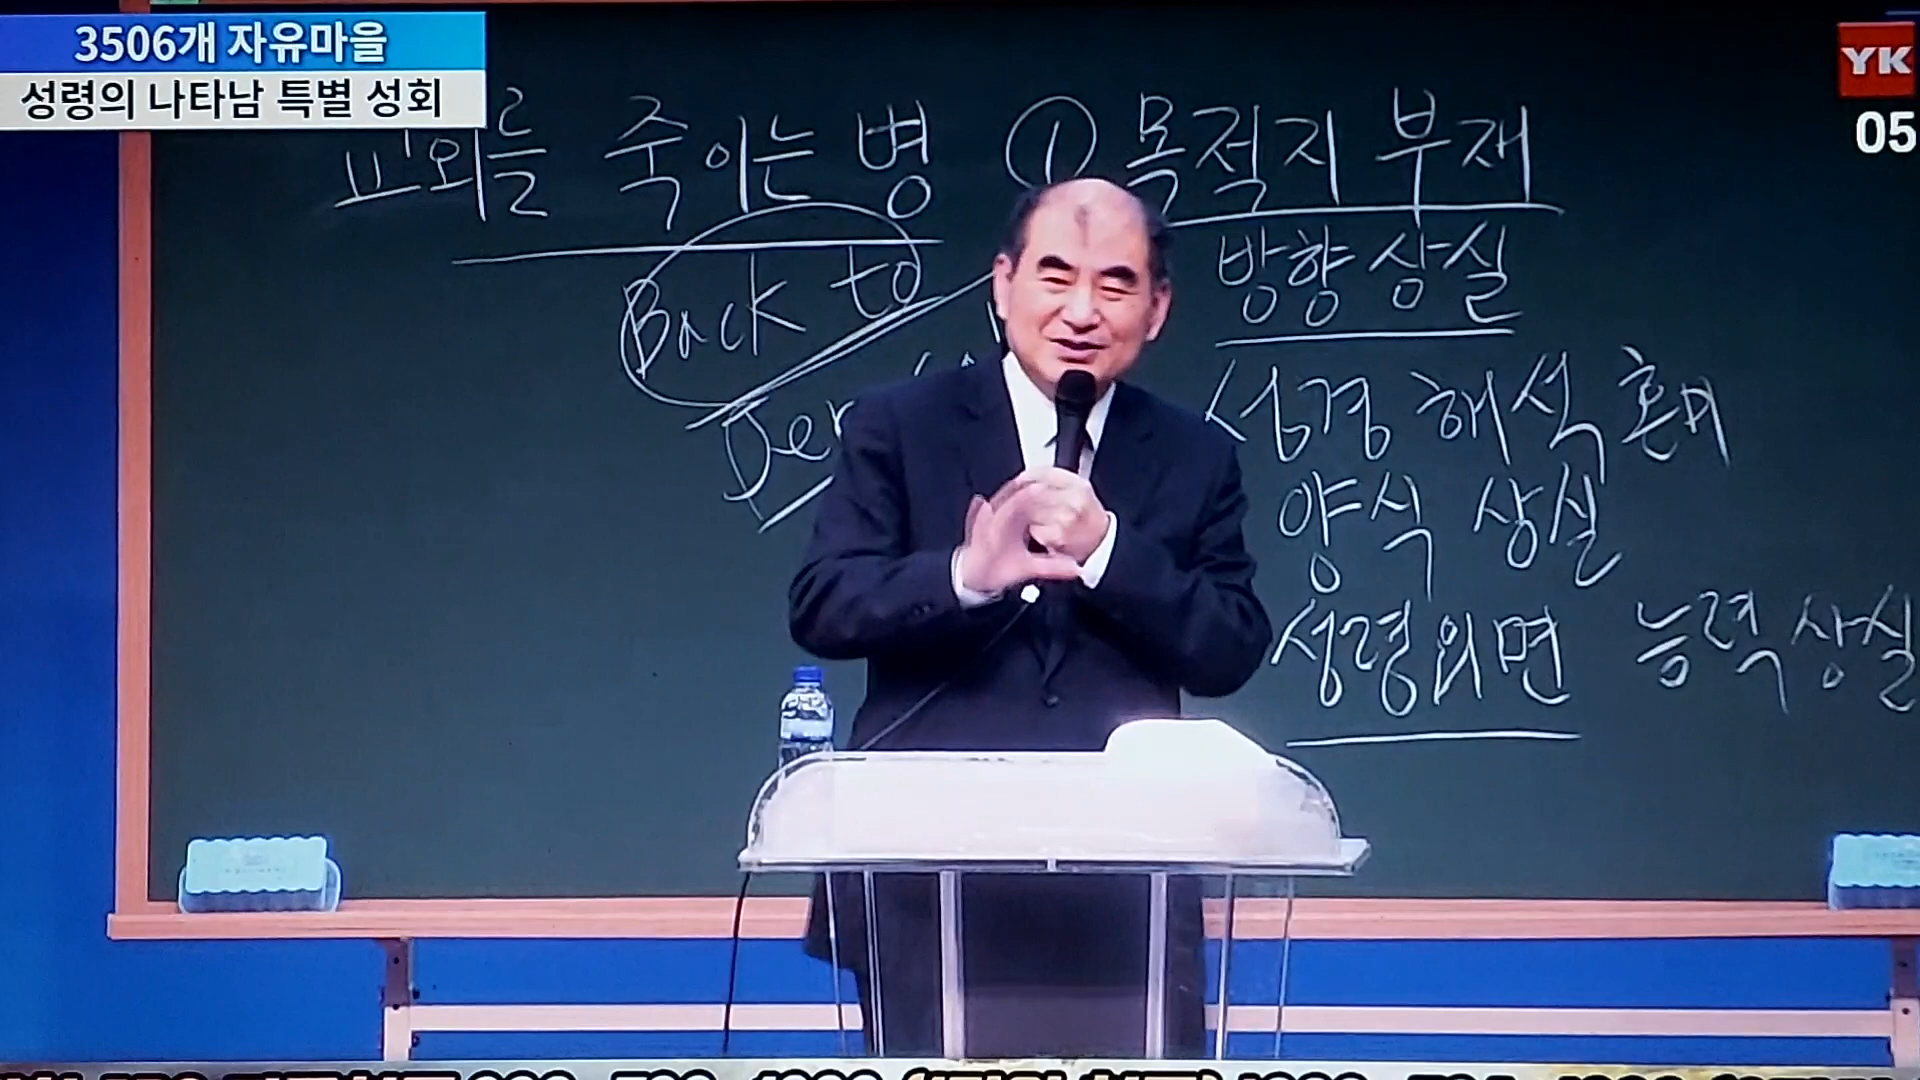 3506개 자유마을
성령의 나타남 특별 성회
YK
05
교회를 죽이는 병 ① 목적지 부재
방향 상실
Back to
Jer
성경 해석 혼미
양식 상실
성령 외면 능력 상실